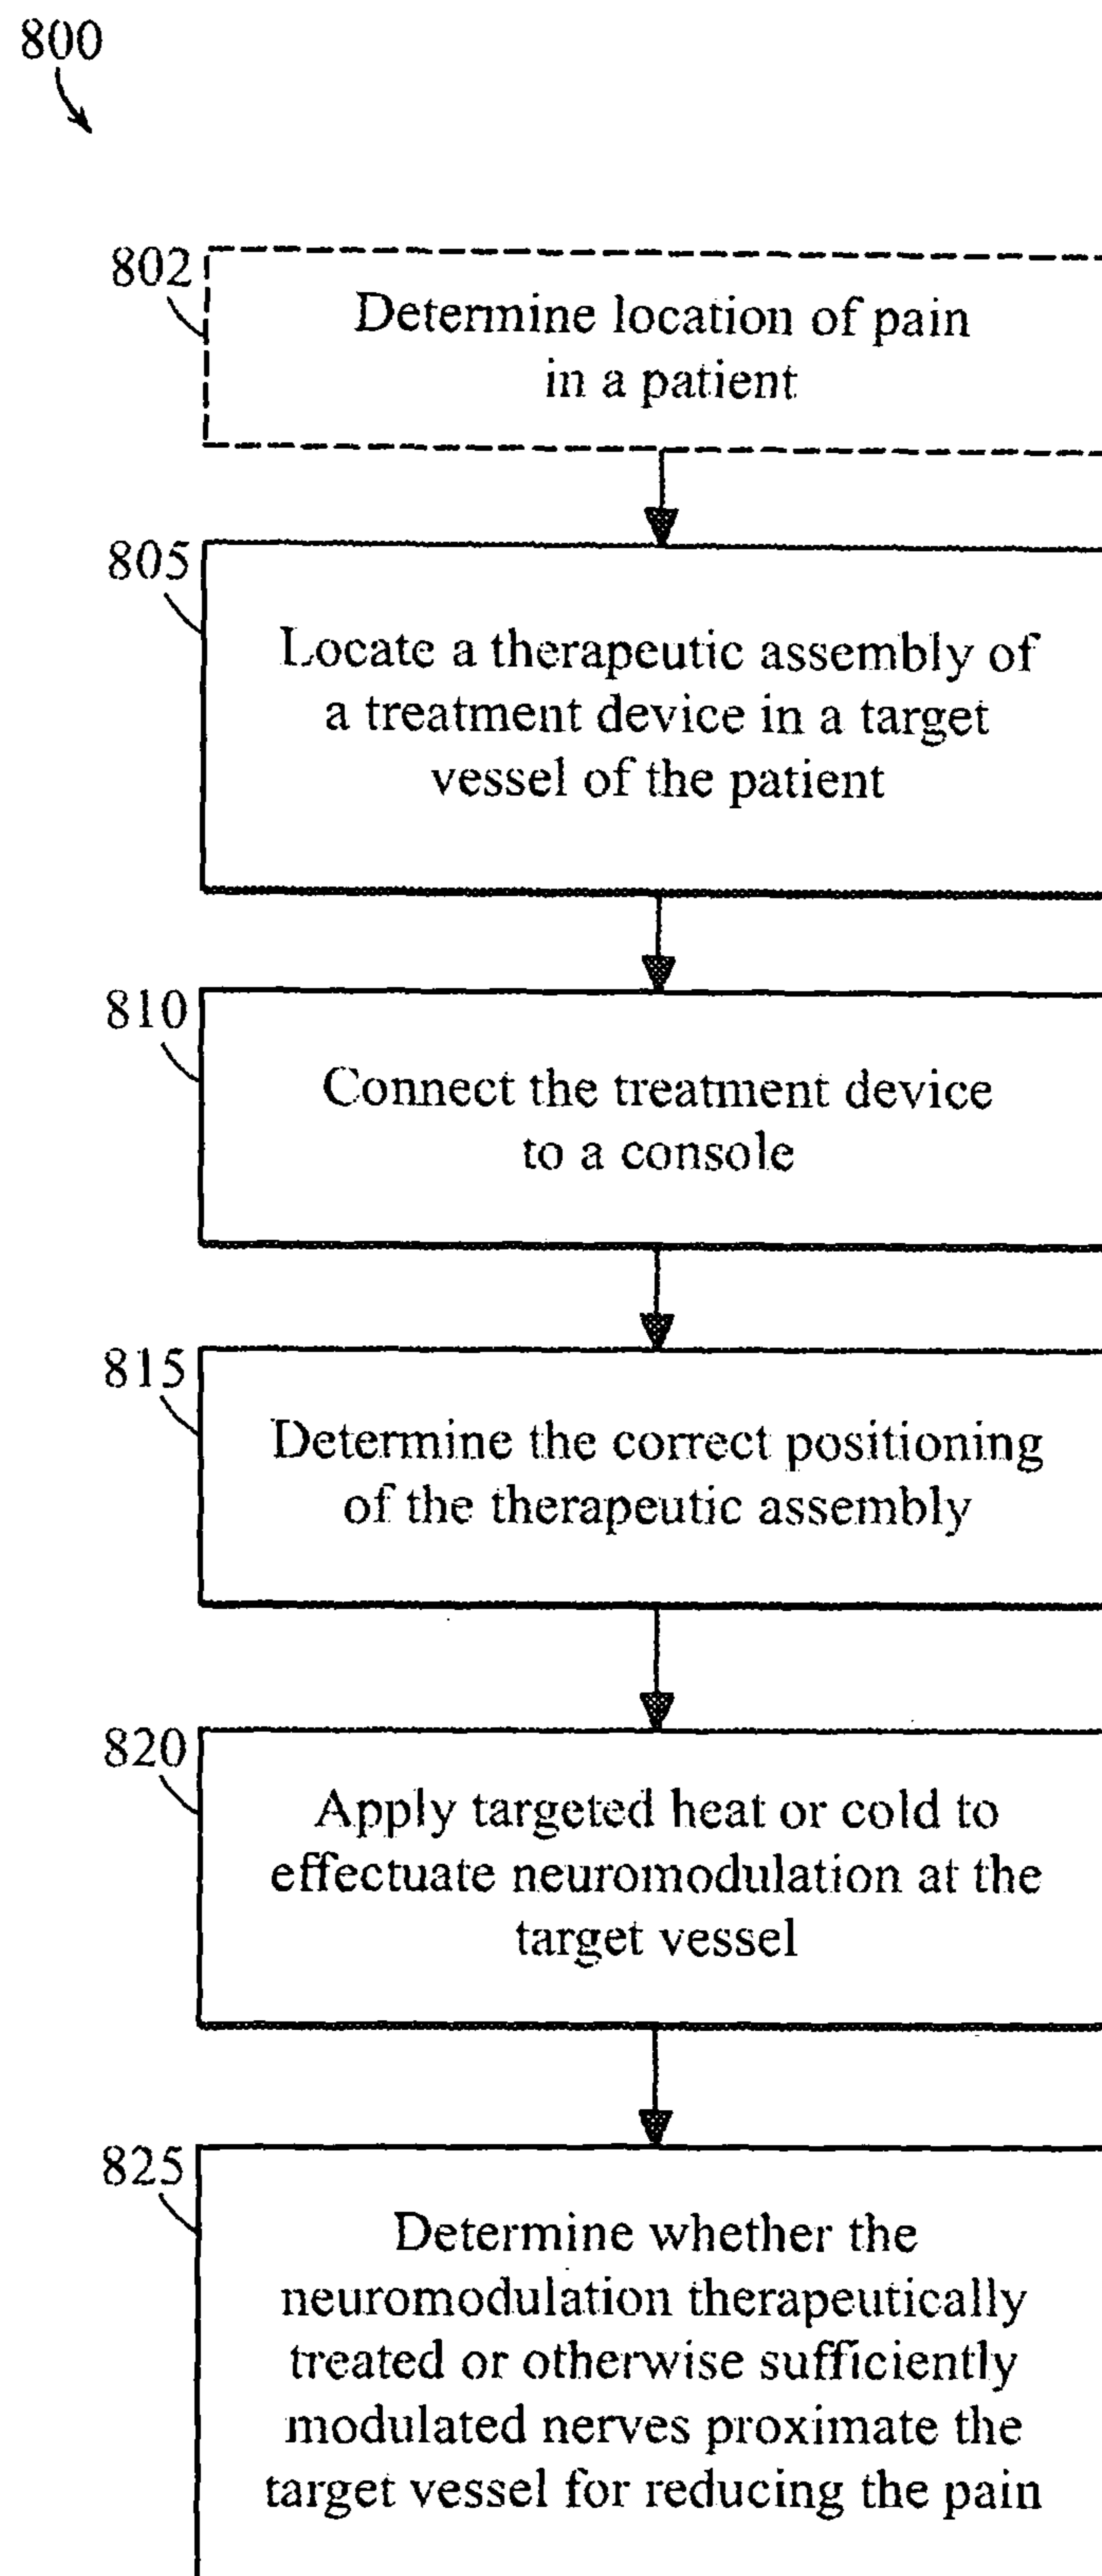 800
802
Determine location of pain
in a patient
805
Locate a therapeutic assembly of
a treatment device in a target
vessel of the patient
810
Connect the treatment device
to a console
815
Determine the correct positioning
of the therapeutic assembly
820
Apply targeted heat or cold to
effectuate neuromodulation at the
target vessel
825
Determine whether the
neuromodulation therapeutically
treated or otherwise sufficiently
modulated nerves proximate the
target vessel for reducing the pain